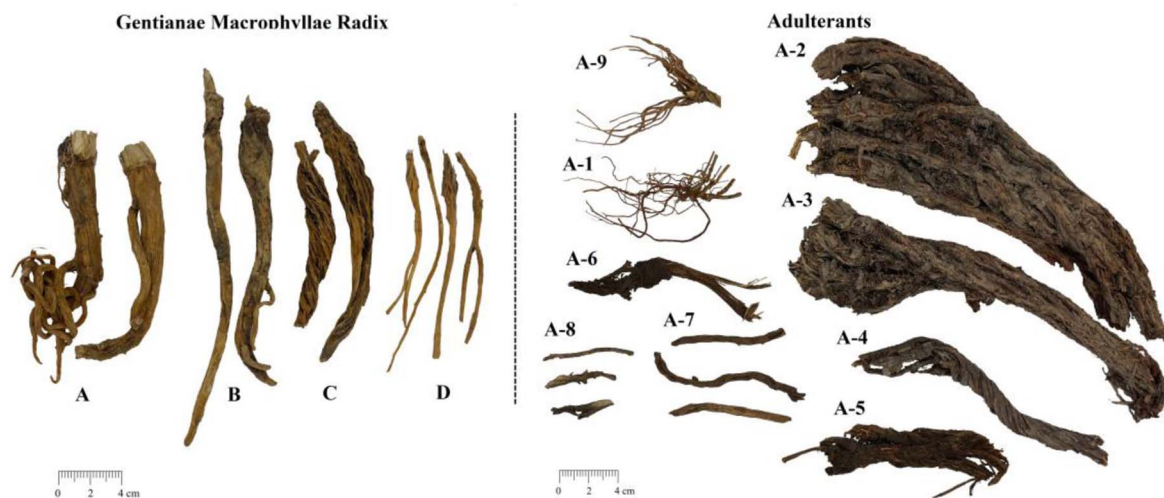 Gentianae Macrophyllae Radix
A
B
C
D
0 2 4 cm
Adulterants
A-9
A-2
A-1
A-3
A-6
A-8
A-7
A-4
A-5
0 2 4 cm